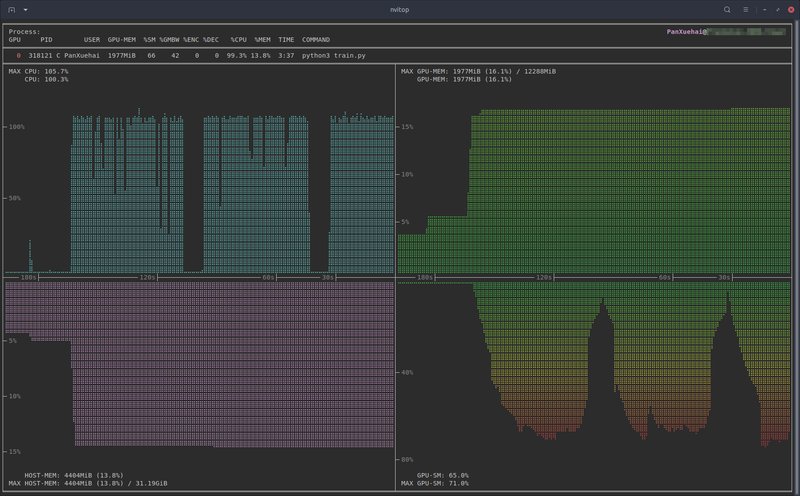 nvitop
Process: PanXuehai@
GPU PID USER GPU-MEM %SM %GMBW %ENC %DEC %CPU %MEM TIME COMMAND
0 318121 C PanXuehai 1977MiB 66 42 0 0 99.3% 13.8% 3:37 python3 train.py
MAX CPU: 105.7%
CPU: 100.3%
100%
50%
MAX GPU-MEM: 1977MiB (16.1%) / 12288MiB
GPU-MEM: 1977MiB (16.1%)
15%
10%
5%
180s 120s 60s 30s
180s 120s 60s 30s
5%
10%
15%
HOST-MEM: 4404MiB (13.8%)
MAX HOST-MEM: 4404MiB (13.8%) / 31.19GiB
40%
80%
GPU-SM: 65.0%
MAX GPU-SM: 71.0%